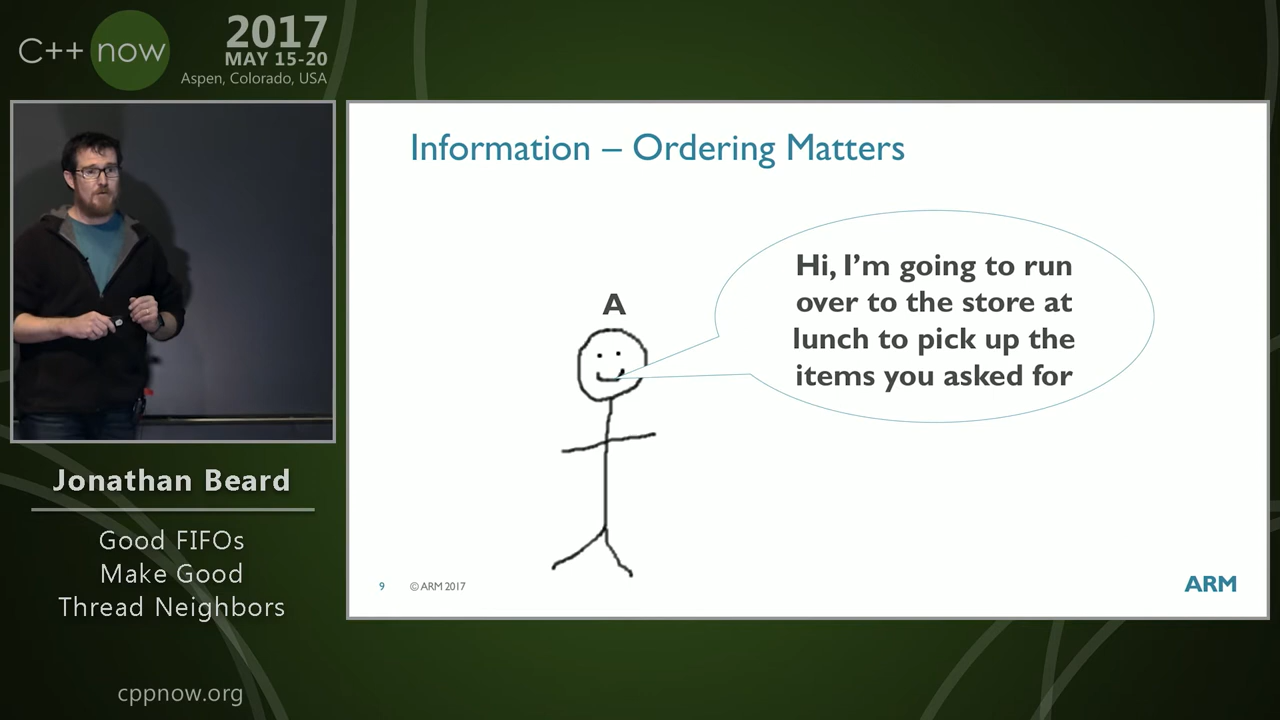 C++ now
2017
MAY 15-20
Aspen, Colorado, USA
Information – Ordering Matters
A
Hi, I'm going to run
over to the store at
lunch to pick up the
items you asked for
9 © ARM 2017
ARM
Jonathan Beard
Good FIFOs
Make Good
Thread Neighbors
cppnow.org